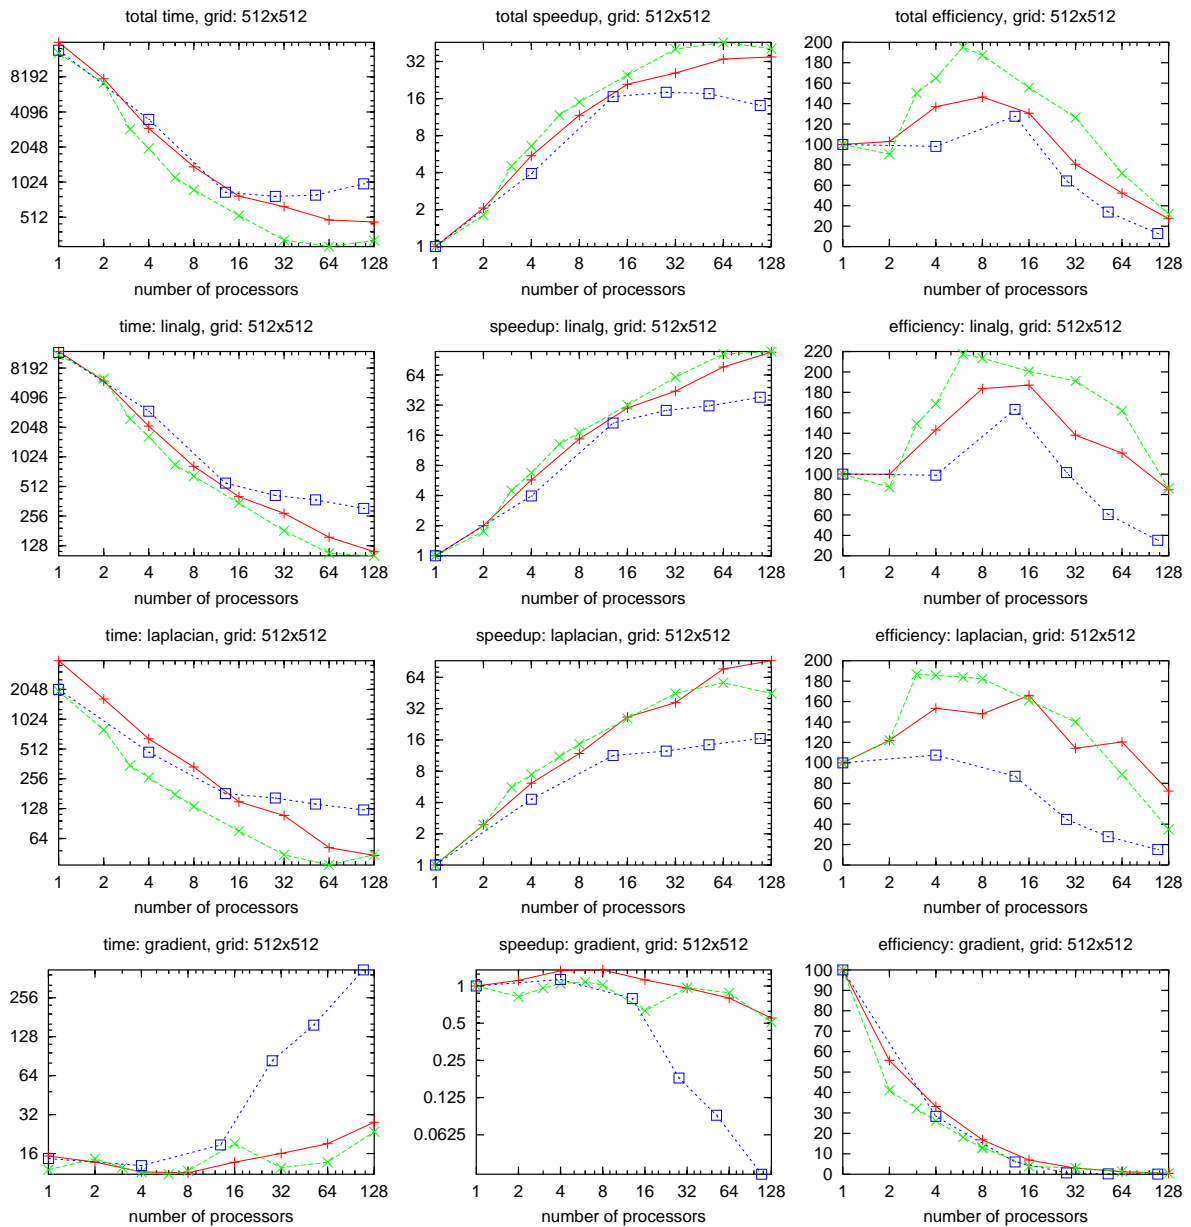 total time, grid: 512x512
8192
4096
2048
1024
512
1 2 4 8 16 32 64 128
number of processors
total speedup, grid: 512x512
32
16
8
4
2
1
1 2 4 8 16 32 64 128
number of processors
total efficiency, grid: 512x512
200
180
160
140
120
100
80
60
40
20
0
1 2 4 8 16 32 64 128
number of processors
time: linalg, grid: 512x512
8192
4096
2048
1024
512
256
128
1 2 4 8 16 32 64 128
number of processors
speedup: linalg, grid: 512x512
64
32
16
8
4
2
1
1 2 4 8 16 32 64 128
number of processors
efficiency: linalg, grid: 512x512
220
200
180
160
140
120
100
80
60
40
20
1 2 4 8 16 32 64 128
number of processors
time: laplacian, grid: 512x512
2048
1024
512
256
128
64
1 2 4 8 16 32 64 128
number of processors
speedup: laplacian, grid: 512x512
64
32
16
8
4
2
1
1 2 4 8 16 32 64 128
number of processors
efficiency: laplacian, grid: 512x512
200
180
160
140
120
100
80
60
40
20
0
1 2 4 8 16 32 64 128
number of processors
time: gradient, grid: 512x512
256
128
64
32
16
1 2 4 8 16 32 64 128
number of processors
speedup: gradient, grid: 512x512
1
0.5
0.25
0.125
0.0625
1 2 4 8 16 32 64 128
number of processors
efficiency: gradient, grid: 512x512
100
90
80
70
60
50
40
30
20
10
0
1 2 4 8 16 32 64 128
number of processors